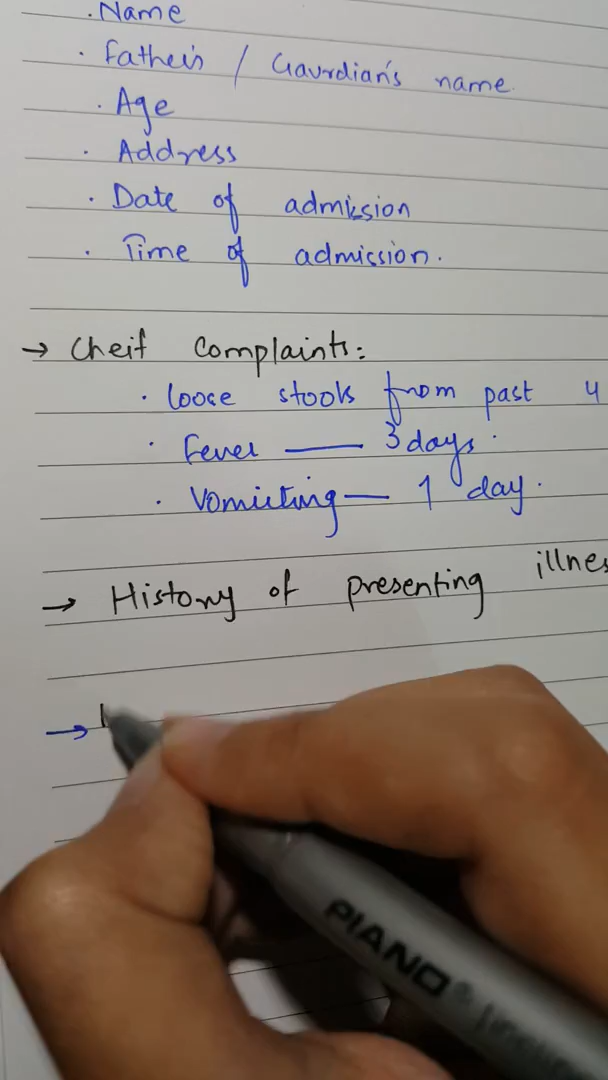 . Name
. Father's / Gaurdian's name.
. Age
. Address
. Date of admission
. Time of admission.
→ Cheif Complaints:
. loose stools from past 4
. Fever —— 3 days.
. Vomitting — 1 day.
→ History of presenting illnes
→
PIANO